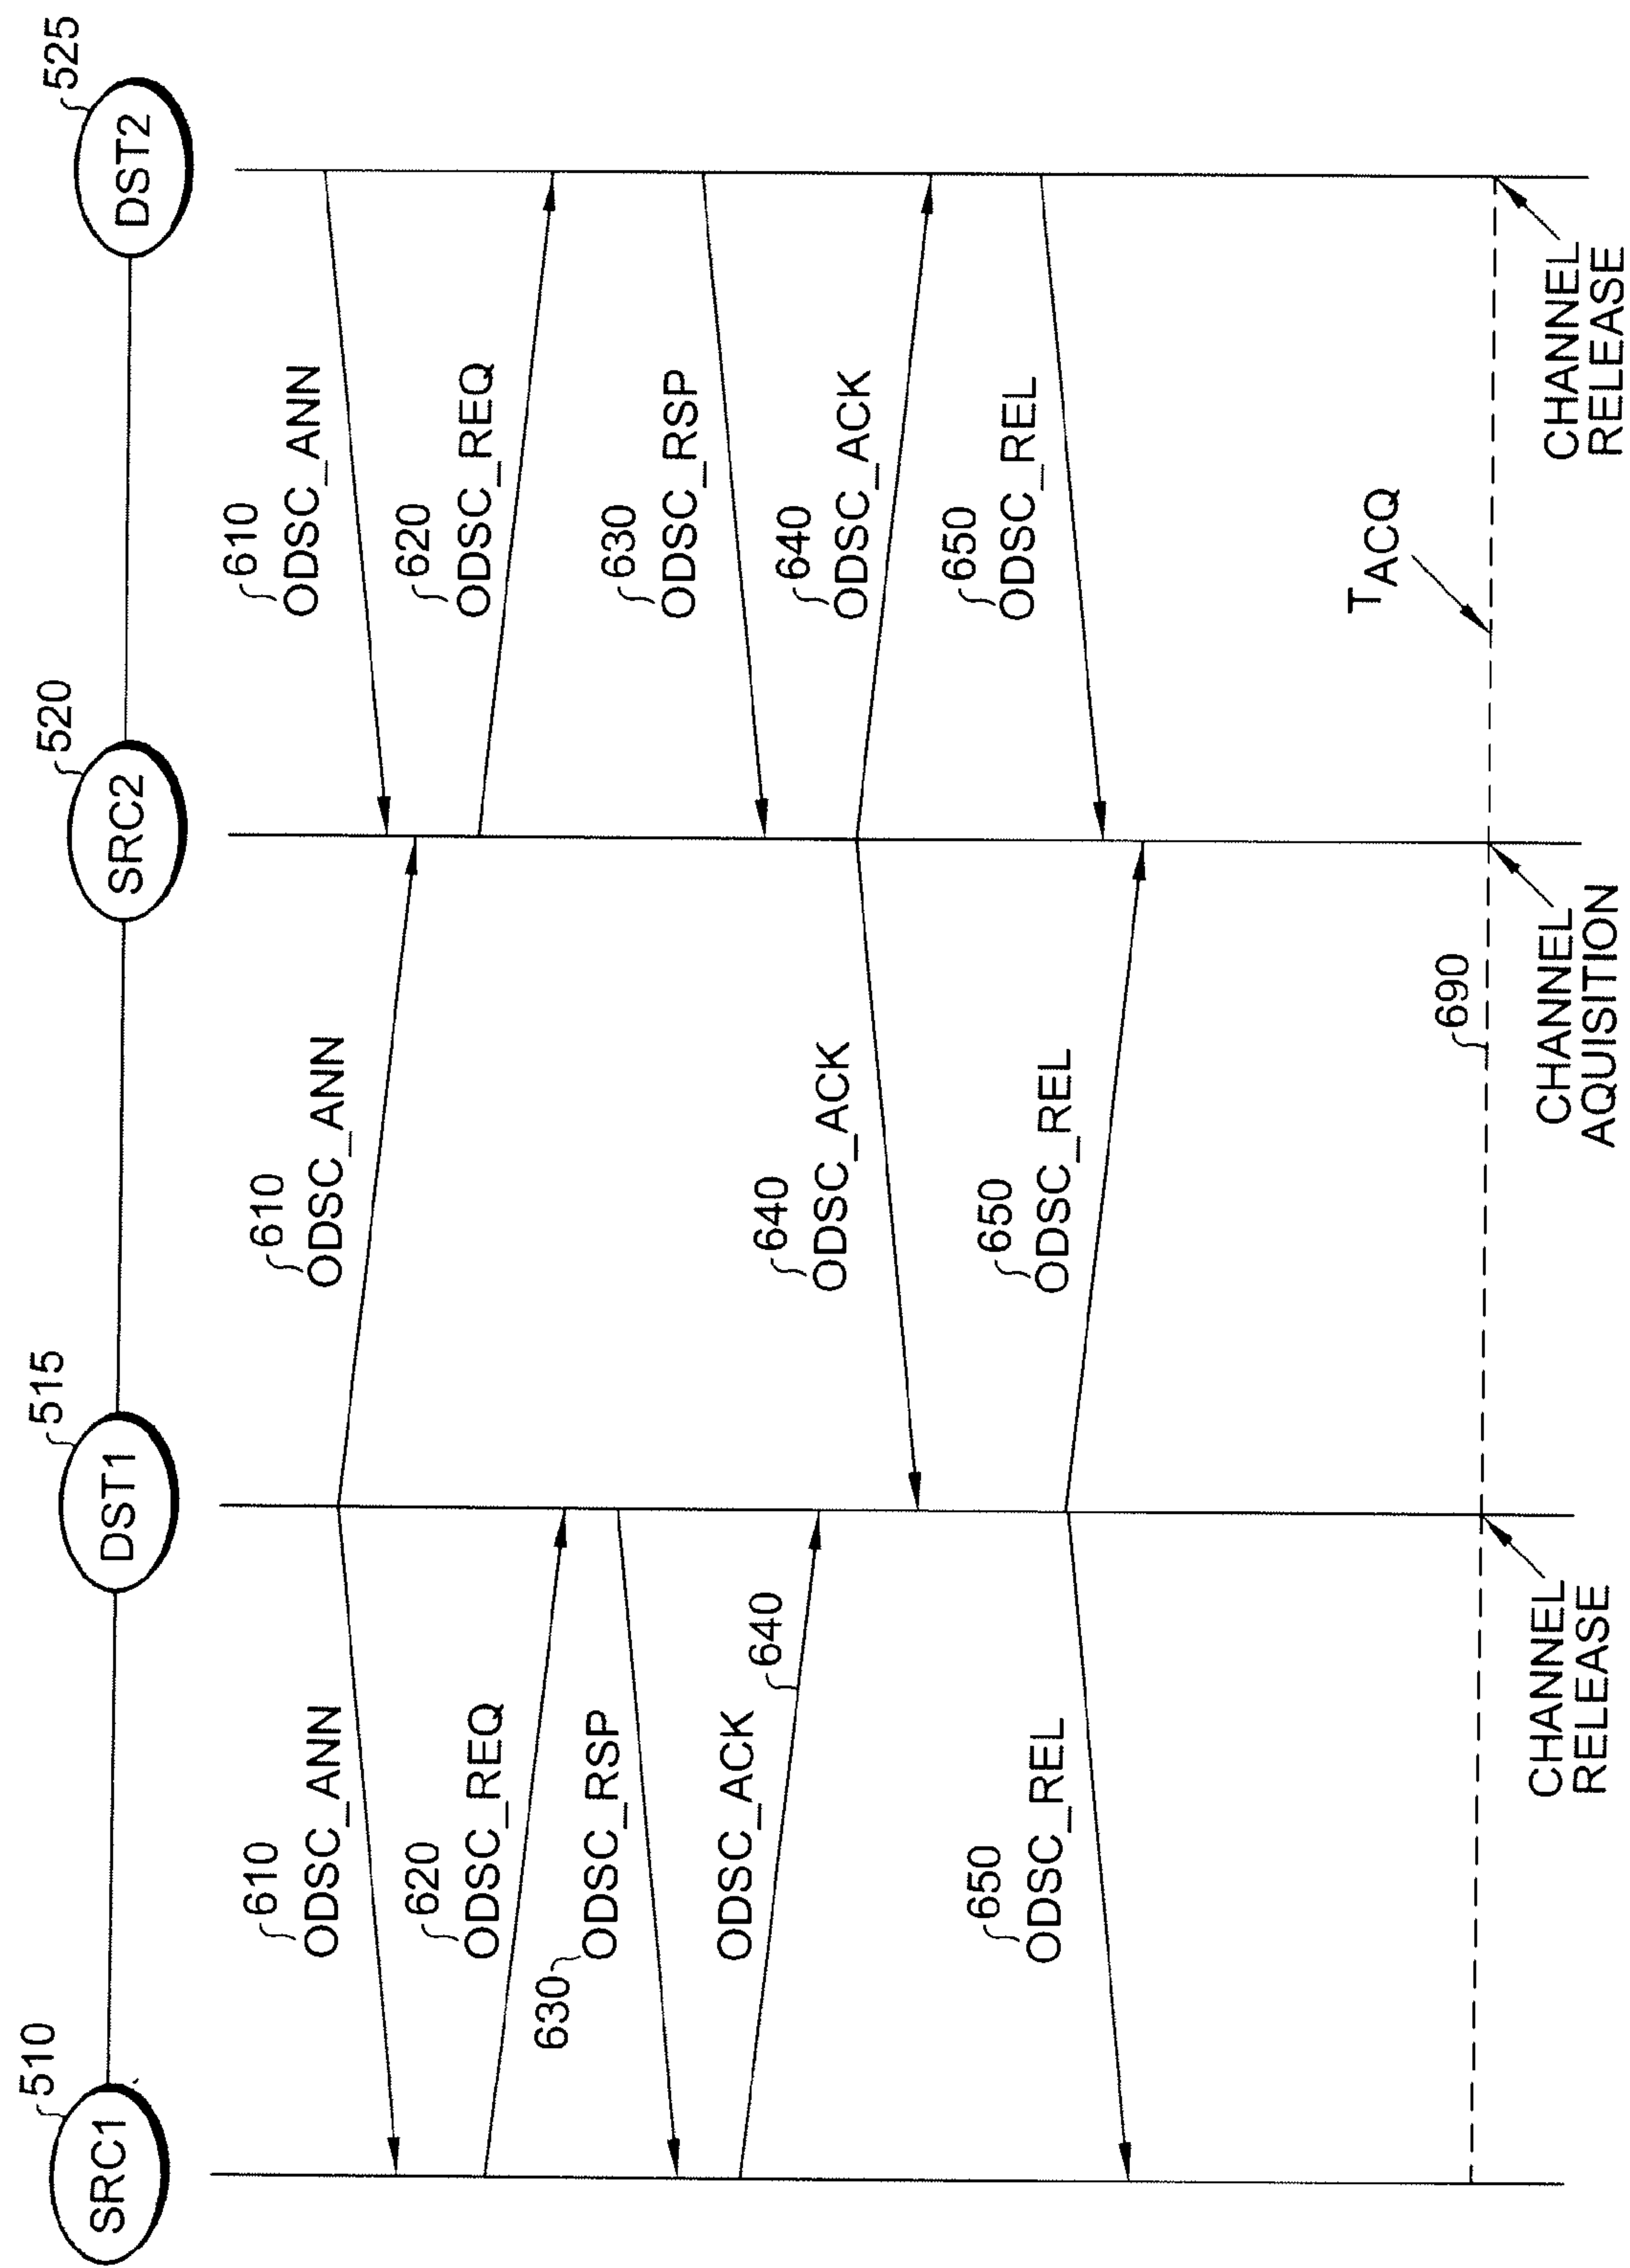 510
SRC1
515
DST1
520
SRC2
525
DST2
610
ODSC_ANN
610
ODSC_ANN
610
ODSC_ANN
620
ODSC_REQ
620
ODSC_REQ
630
ODSC_RSP
630
ODSC_RSP
ODSC_ACK
640
640
ODSC_ACK
640
ODSC_ACK
650
ODSC_REL
650
ODSC_REL
650
ODSC_REL
690
TACQ
CHANNEL
RELEASE
CHANNEL
AQUISITION
CHANNEL
RELEASE